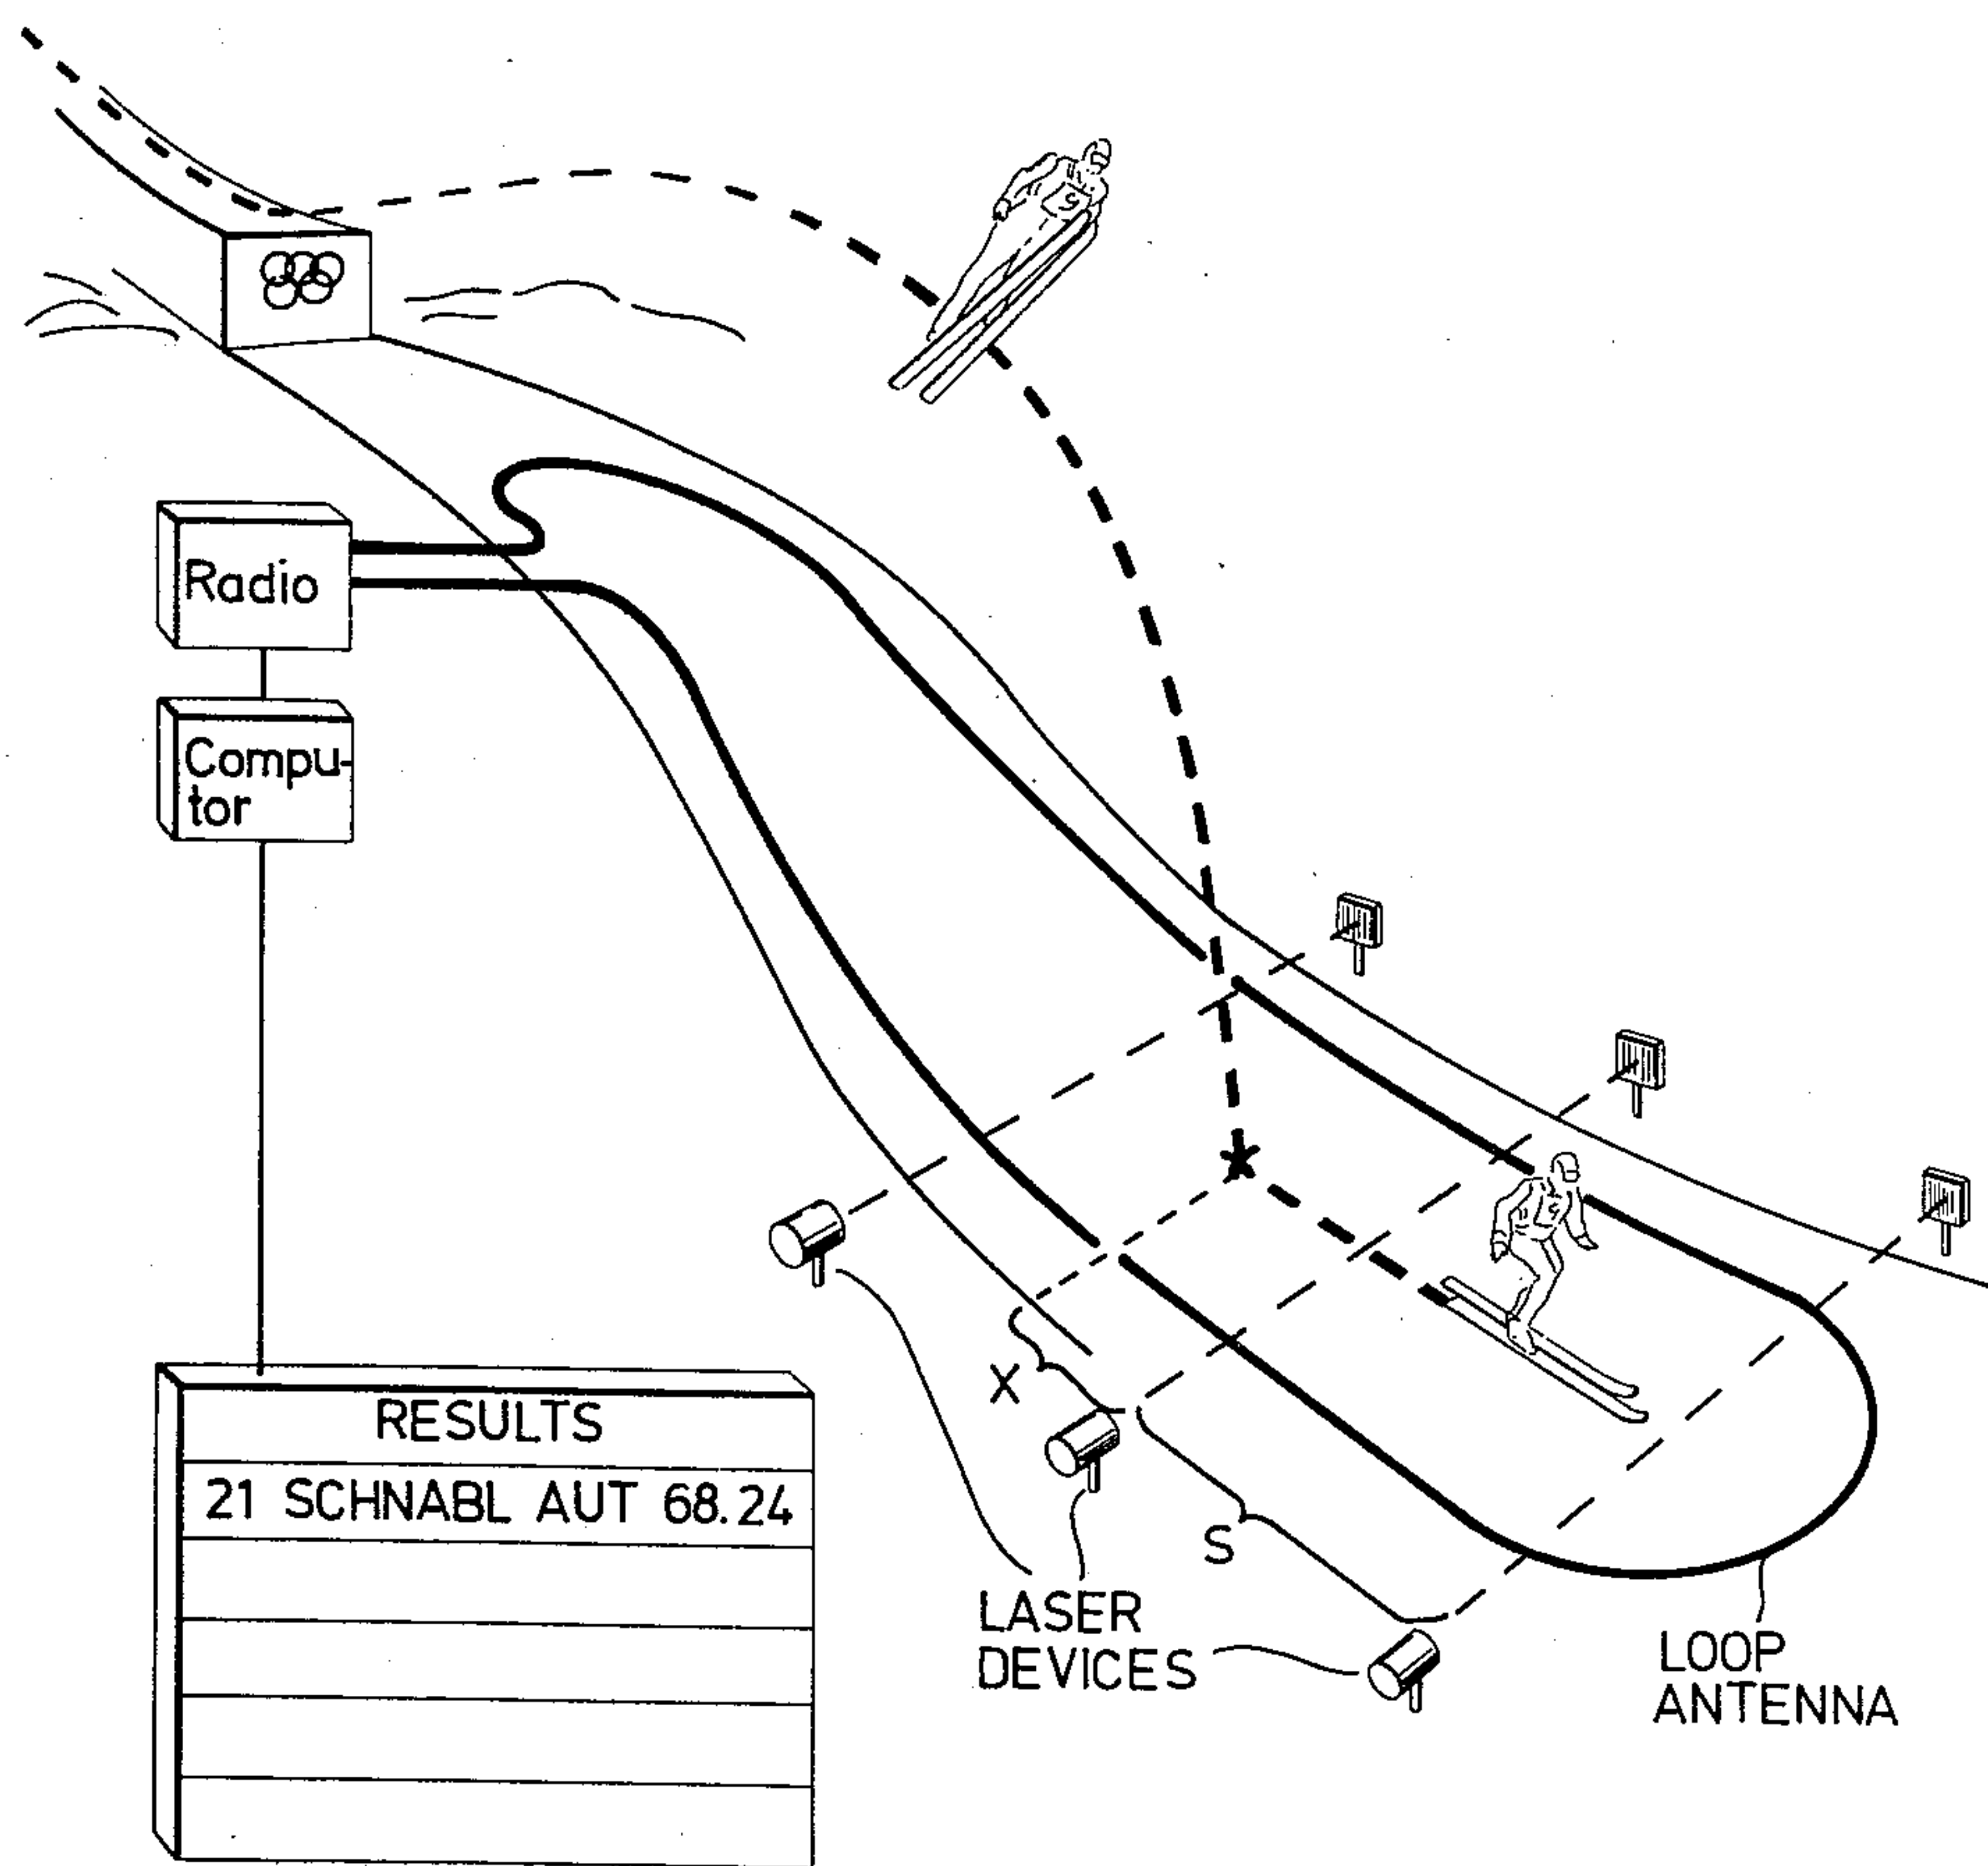 Radio
Compu-
tor
RESULTS
21 SCHNABL AUT 68.24
X
S
LASER
DEVICES
LOOP
ANTENNA